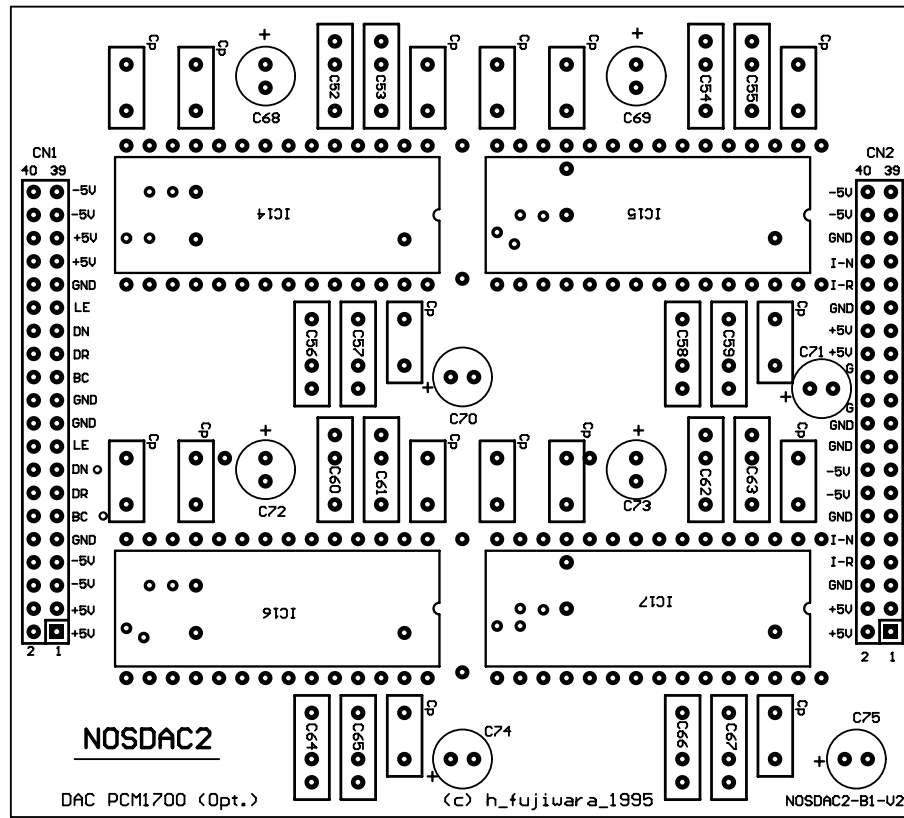 Cp Cp Cp Cp Cp Cp
+ +
C52 C53 C54 C55
C68 C69
CN1 CN2
40 39 40 39
-5V -5V
-5V IC14 IC15 -5V
+5V GND
+5V I-N
GND I-R
LE GND
DN +5V
DR C56 C57 Cp C58 C59 Cp +5V
C71
BC G
+ +
GND G
C70
GND GND
LE Cp Cp + Cp Cp Cp + Cp GND
DN C60 C61 C62 C63 -5V
DR -5V
BC C72 C73 GND
GND I-N
-5V I-R
-5V GND
+5V IC16 IC17 +5V
+5V +5V
2 1 2 1
C64 C65 Cp C74 C66 C67 Cp C75
NOSDAC2
+ +
DAC PCM1700 (Opt.) (c) h_fujiwara_1995 NOSDAC2-B1-V2